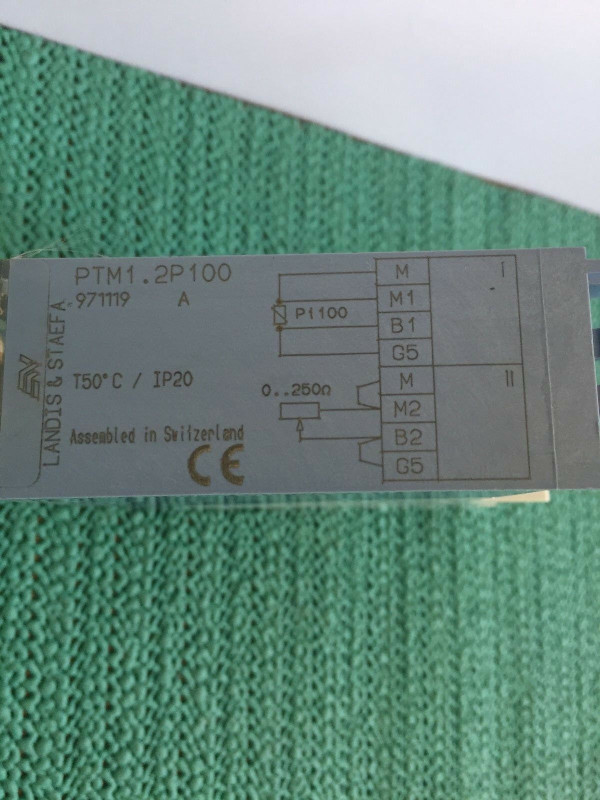 PTM1.2P100
971119 A
LANDIS & STAEFA
T50°C / IP20
Assembled in Switzerland
CE
P1100
0..250Ω
M
M1
B1
G5
M
M2
B2
G5
I
II